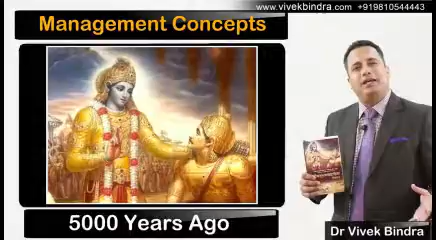 www.vivekbindra.com +919810544443
Management Concepts
5000 Years Ago
Dr Vivek Bindra